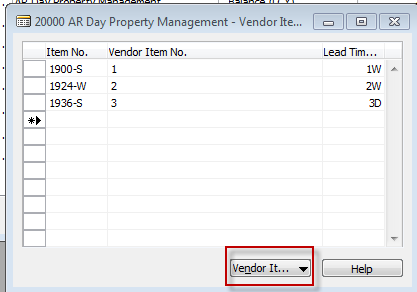 20000 AR Day Property Management - Vendor Ite...
Item No. Vendor Item No. Lead Tim...
1900-S 1 1W
1924-W 2 2W
1936-S 3 3D
Vendor It... Help